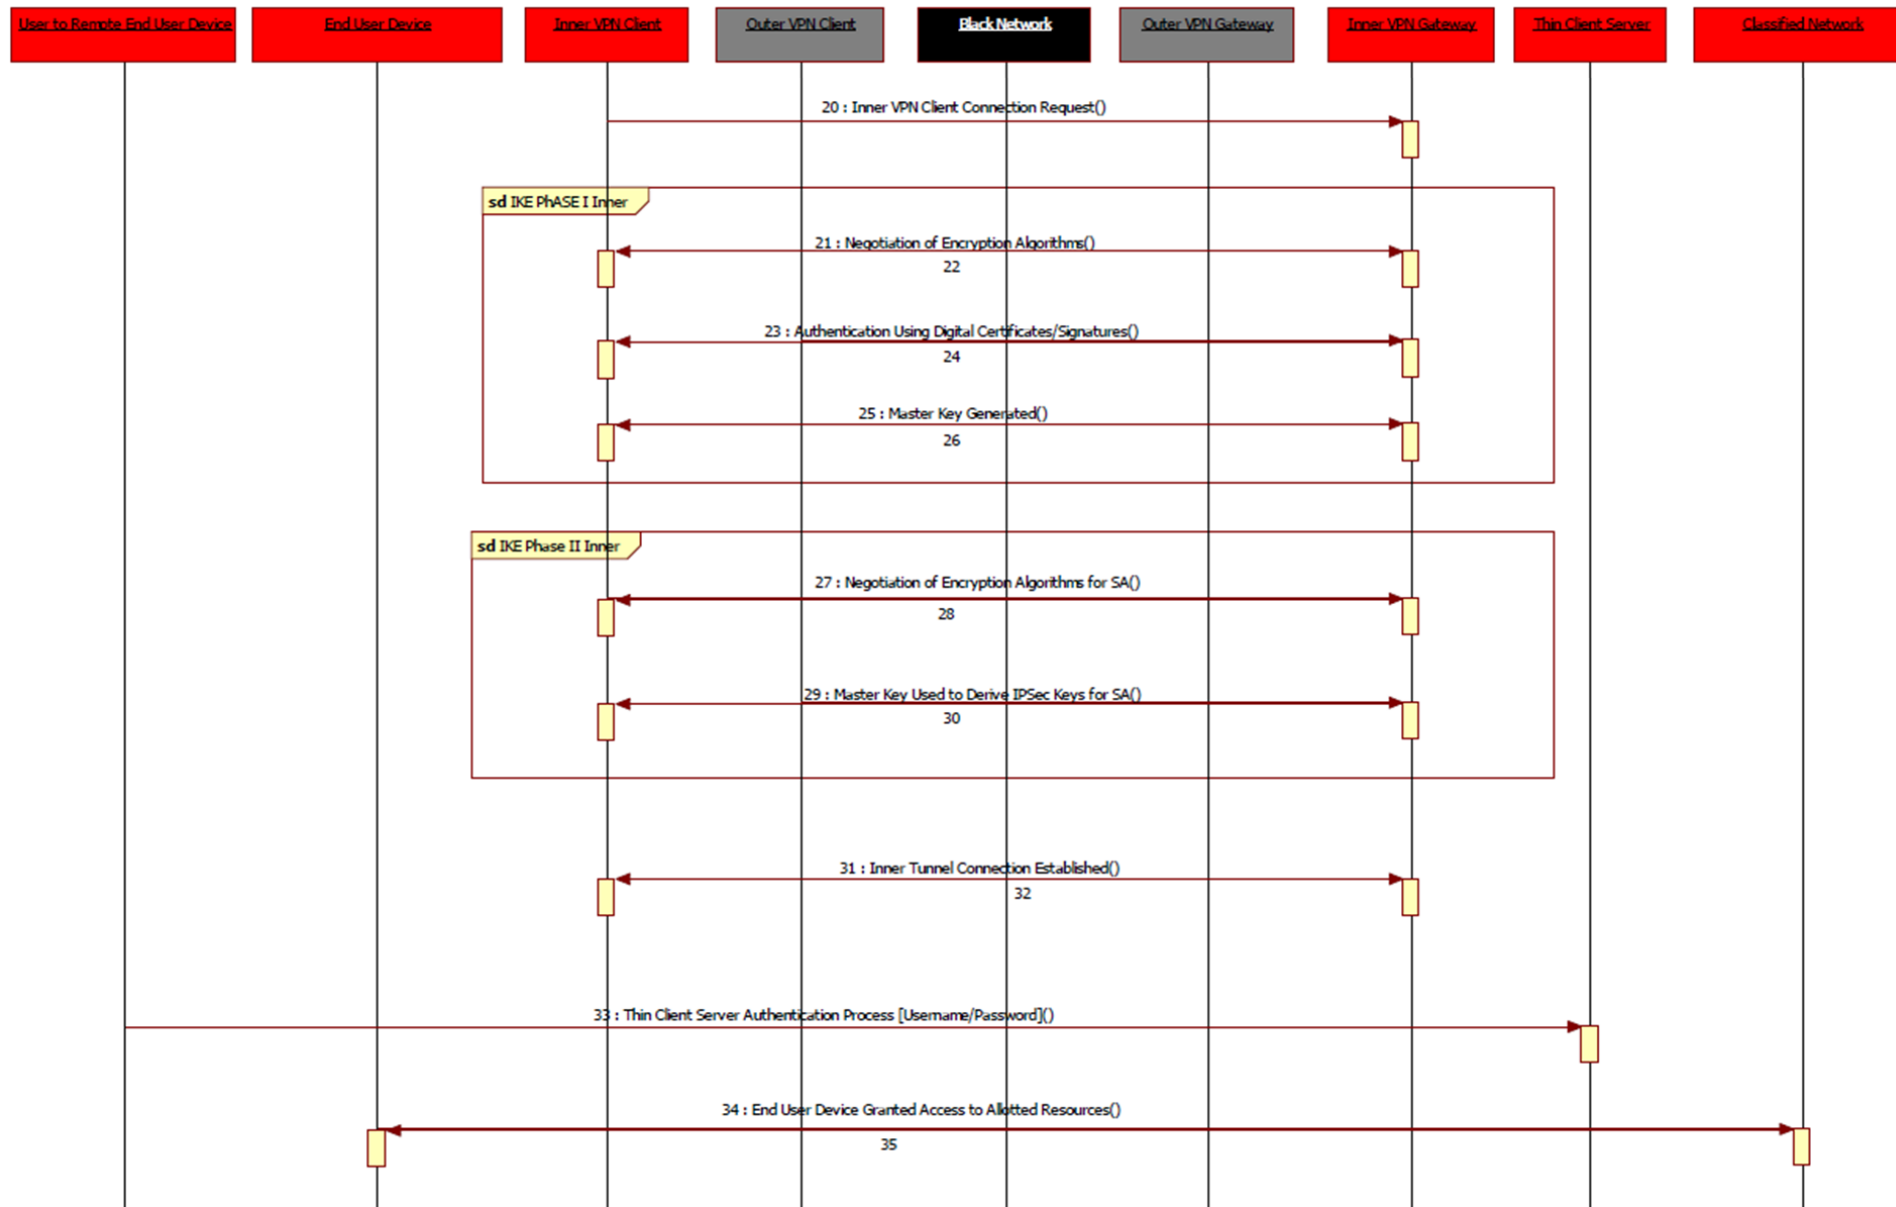 User to Remote End User Device
End User Device
Inner VPN Client
Outer VPN Client
Black Network
Outer VPN Gateway
Inner VPN Gateway
Thin Client Server
Classified Network
20 : Inner VPN Client Connection Request()
sd IKE PhASE I Inner
21 : Negotiation of Encryption Algorithms()
22
23 : Authentication Using Digital Certificates/Signatures()
24
25 : Master Key Generated()
26
sd IKE Phase II Inner
27 : Negotiation of Encryption Algorithms for SA()
28
29 : Master Key Used to Derive IPSec Keys for SA()
30
31 : Inner Tunnel Connection Established()
32
33 : Thin Client Server Authentication Process [Username/Password]()
34 : End User Device Granted Access to Allotted Resources()
35